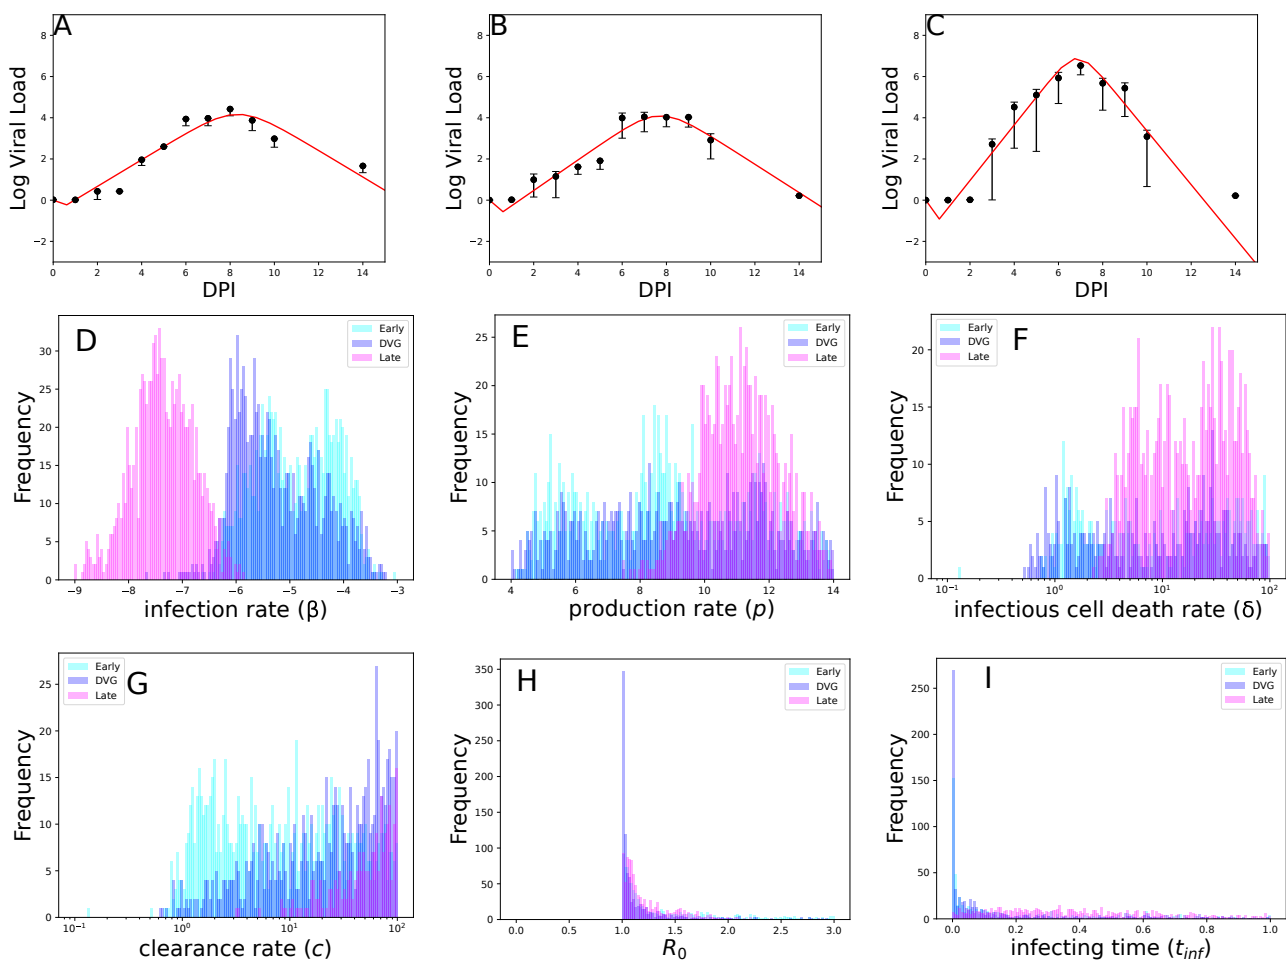 A
B
C
8
6
4
2
0
−2
Log Viral Load
0 2 4 6 8 10 12 14
DPI
8
6
4
2
0
−2
Log Viral Load
0 2 4 6 8 10 12 14
DPI
8
6
4
2
0
−2
Log Viral Load
0 2 4 6 8 10 12 14
DPI
D
Early
DVG
Late
30
25
20
15
10
5
0
Frequency
−9 −8 −7 −6 −5 −4 −3
infection rate (β)
E
Early
DVG
Late
25
20
15
10
5
0
Frequency
4 6 8 10 12 14
production rate (p)
F
Early
DVG
Late
20
15
10
5
0
Frequency
10⁻¹ 10⁰ 10¹ 10²
infectious cell death rate (δ)
G
Early
DVG
Late
25
20
15
10
5
0
Frequency
10⁻¹ 10⁰ 10¹ 10²
clearance rate (c)
H
Early
DVG
Late
350
300
250
200
150
100
50
0
Frequency
0.0 0.5 1.0 1.5 2.0 2.5 3.0
R₀
I
Early
DVG
Late
250
200
150
100
50
0
Frequency
0.0 0.2 0.4 0.6 0.8 1.0
infecting time (t_inf)